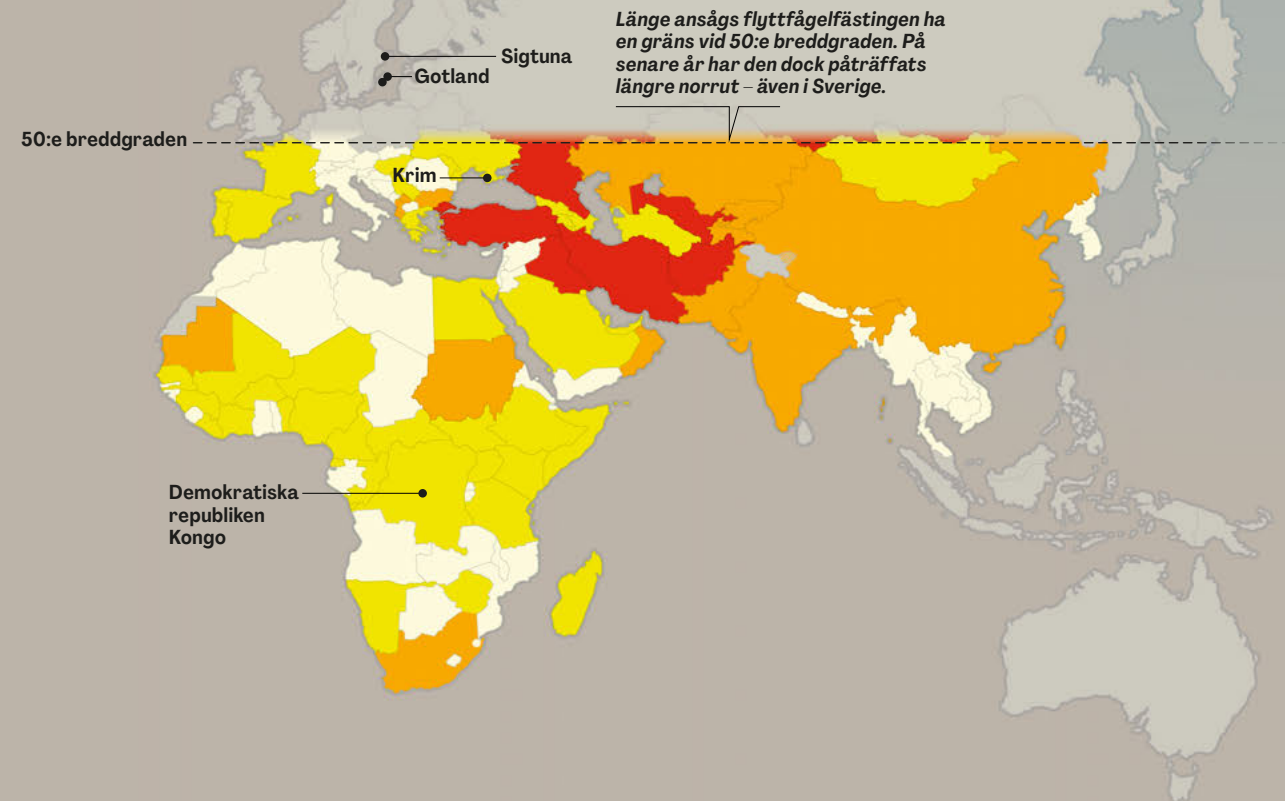 Länge ansågs flyttfågelfästingen ha
en gräns vid 50:e breddgraden. På
senare år har den dock påträffats
längre norrut – även i Sverige.
Sigtuna
Gotland
50:e breddgraden
Krim
Demokratiska
republiken
Kongo